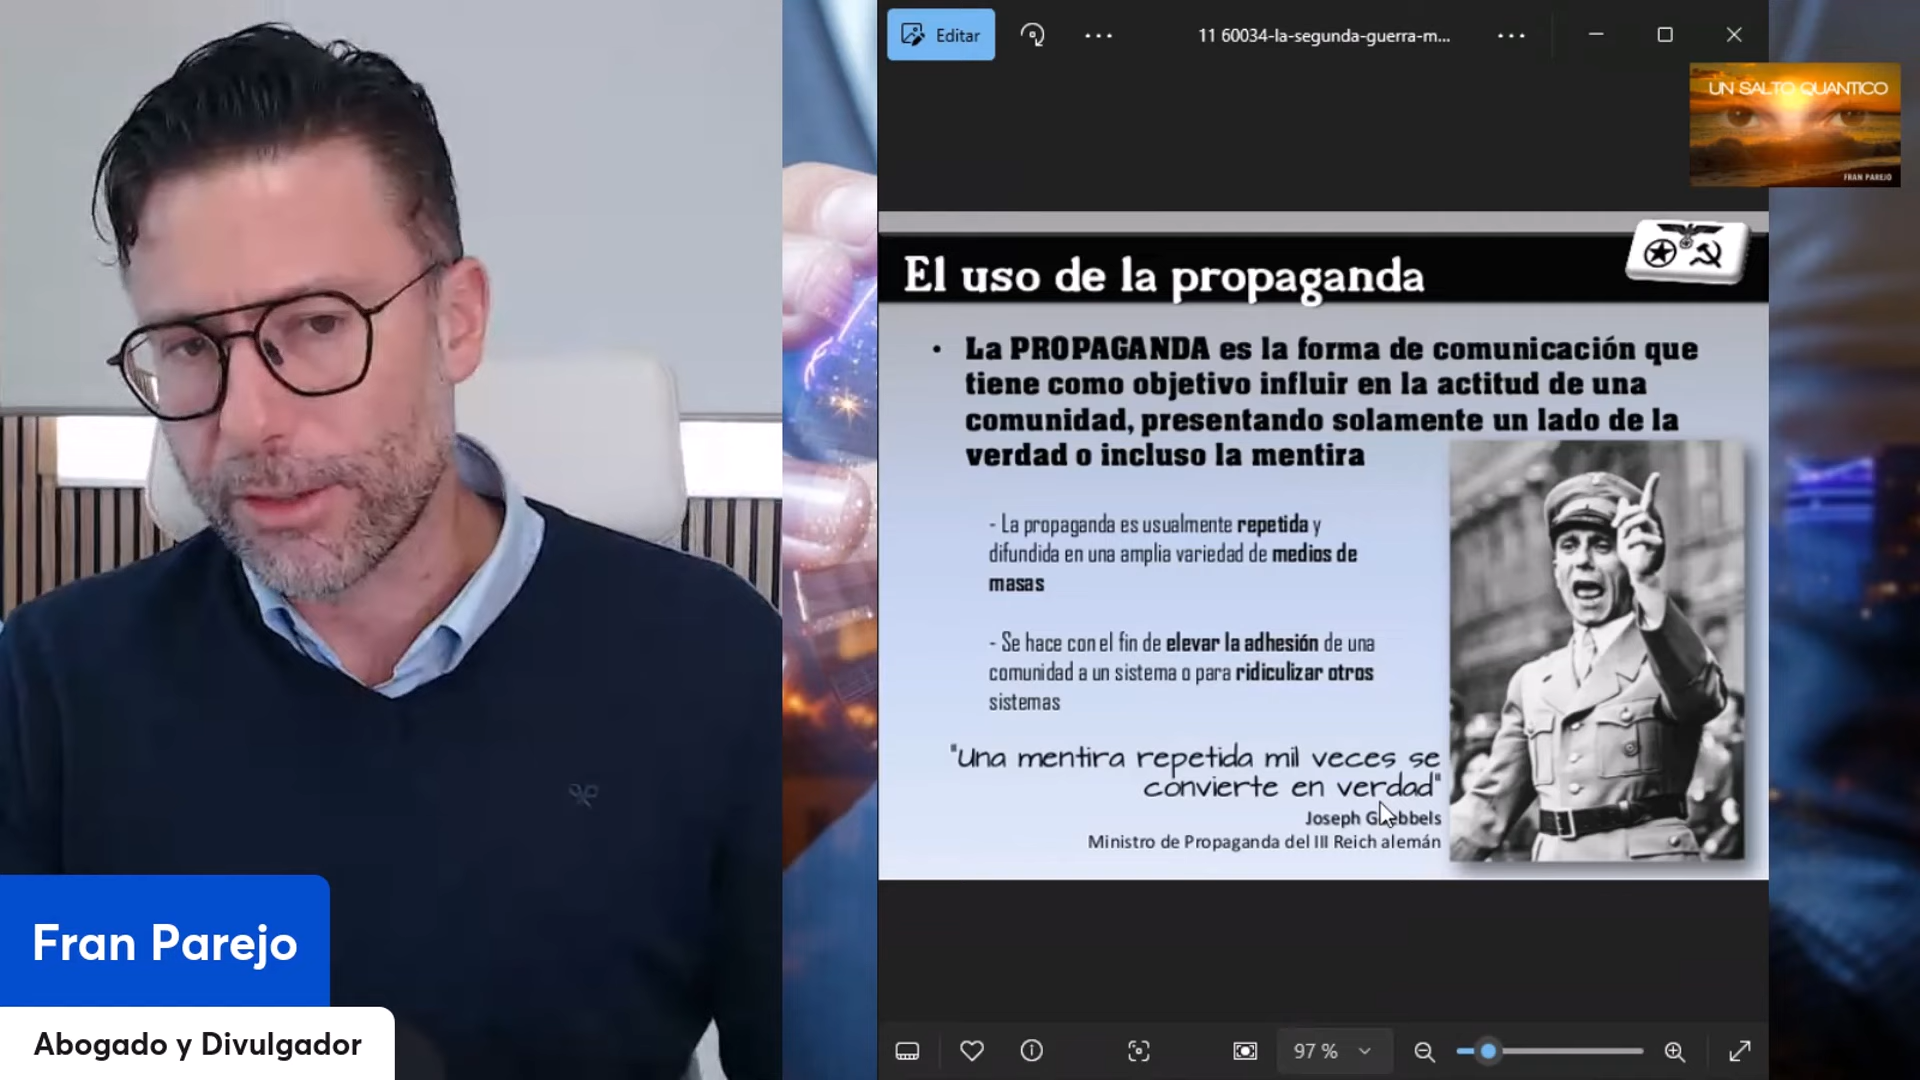 Editar
11 60034-la-segunda-guerra-m...
UN SALTO QUANTICO
FRAN PAREJO
El uso de la propaganda
• La PROPAGANDA es la forma de comunicación que
tiene como objetivo influir en la actitud de una
comunidad, presentando solamente un lado de la
verdad o incluso la mentira
- La propaganda es usualmente repetida y
difundida en una amplia variedad de medios de
masas
- Se hace con el fin de elevar la adhesión de una
comunidad a un sistema o para ridiculizar otros
sistemas
"Una mentira repetida mil veces se
convierte en verdad"
Joseph Goebbels
Ministro de Propaganda del III Reich alemán
Fran Parejo
Abogado y Divulgador
97 %